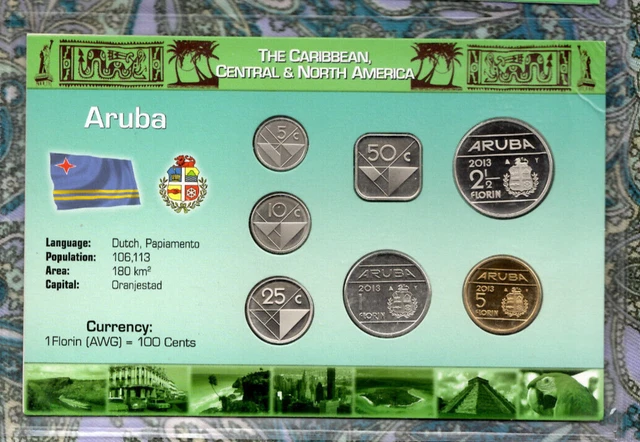 THE CARIBBEAN,
CENTRAL & NORTH AMERICA
Aruba
Language: Dutch, Papiamento
Population: 106,113
Area: 180 km²
Capital: Oranjestad
Currency:
1 Florin (AWG) = 100 Cents
5 c
10 c
25 c
50 c
ARUBA
2013
1
FLORIN
ARUBA
2013
2½
FLORIN
ARUBA
2013
5
FLORIN